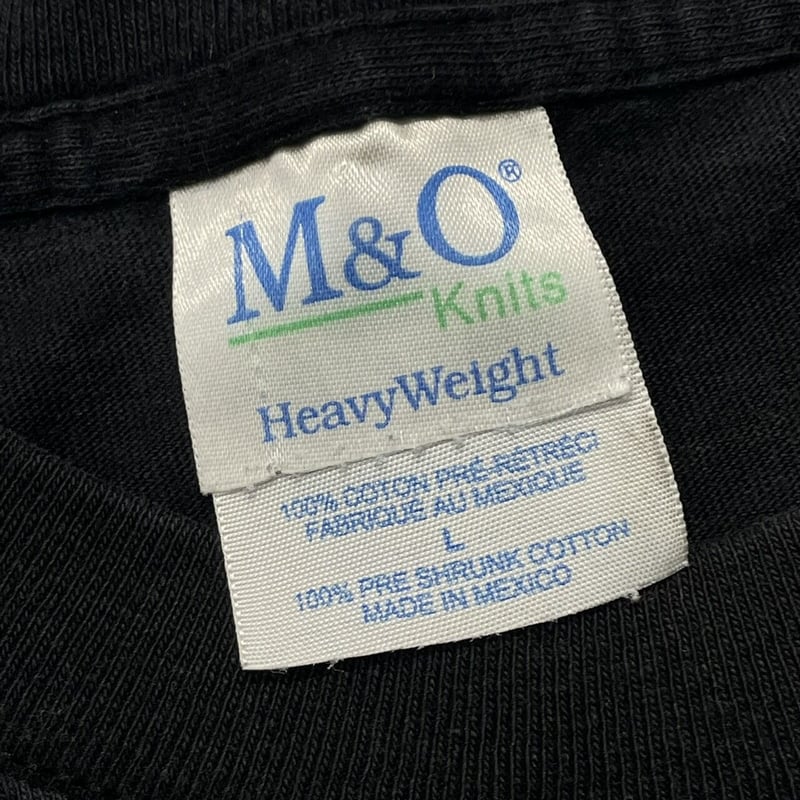 M&O®
Knits
HeavyWeight
100% COTON PRÉ-RÉTRÉCI
FABRIQUE AU MEXIQUE
L
100% PRE SHRUNK COTTON
MADE IN MEXICO